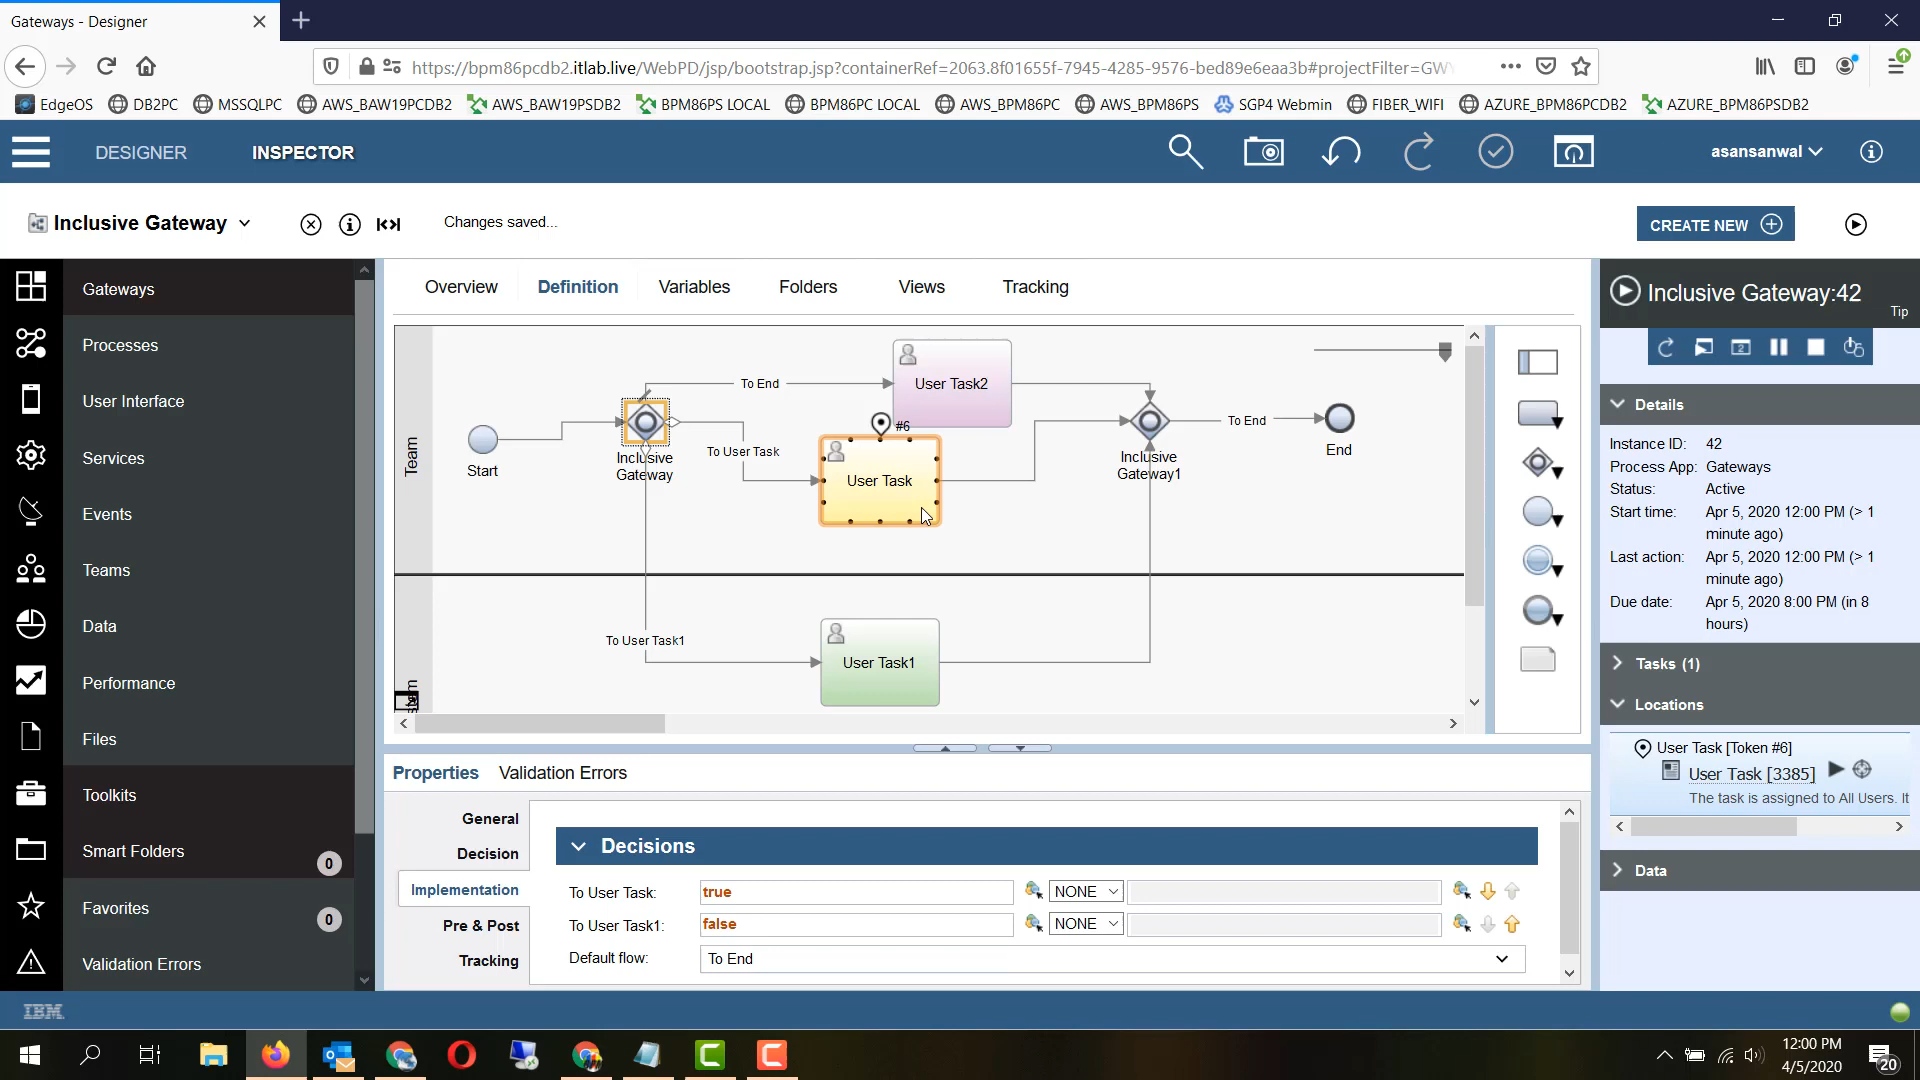 Gateways - Designer
https://bpm86pcdb2.itlab.live/WebPD/jsp/bootstrap.jsp?containerRef=2063.8f01655f-7945-4285-9576-bed89e6eaa3b#projectFilter=GW
EdgeOS DB2PC MSSQLPC AWS_BAW19PCDB2 AWS_BAW19PSDB2 BPM86PS LOCAL BPM86PC LOCAL AWS_BPM86PC AWS_BPM86PS SGP4 Webmin FIBER_WIFI AZURE_BPM86PCDB2 AZURE_BPM86PSDB2
DESIGNER INSPECTOR asansanwal
Inclusive Gateway Changes saved... CREATE NEW
Gateways
Processes
User Interface
Services
Events
Teams
Data
Performance
Files
Toolkits
Smart Folders 0
Favorites 0
Validation Errors
Overview Definition Variables Folders Views Tracking
Team
Start
Inclusive Gateway
To End
User Task2
To User Task
#6
User Task
Inclusive Gateway1
To End
End
To User Task1
User Task1
Properties Validation Errors
General
Decision
Implementation
Pre & Post
Tracking
Decisions
To User Task: true NONE
To User Task1: false NONE
Default flow: To End
Inclusive Gateway:42
Tip
Details
Instance ID: 42
Process App: Gateways
Status: Active
Start time: Apr 5, 2020 12:00 PM (> 1
minute ago)
Last action: Apr 5, 2020 12:00 PM (> 1
minute ago)
Due date: Apr 5, 2020 8:00 PM (in 8
hours)
Tasks (1)
Locations
User Task [Token #6]
User Task [3385]
The task is assigned to All Users. It
Data
IBM
12:00 PM
4/5/2020
20